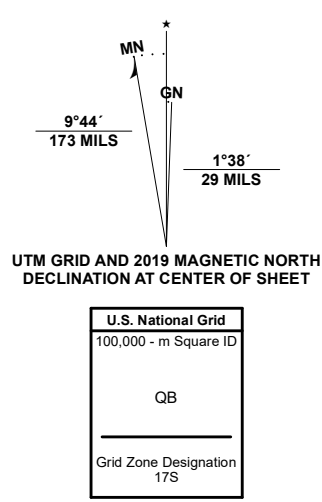 MN
GN
9°44´
173 MILS
1°38´
29 MILS
UTM GRID AND 2019 MAGNETIC NORTH
DECLINATION AT CENTER OF SHEET
U.S. National Grid
100,000 - m Square ID
QB
Grid Zone Designation
17S